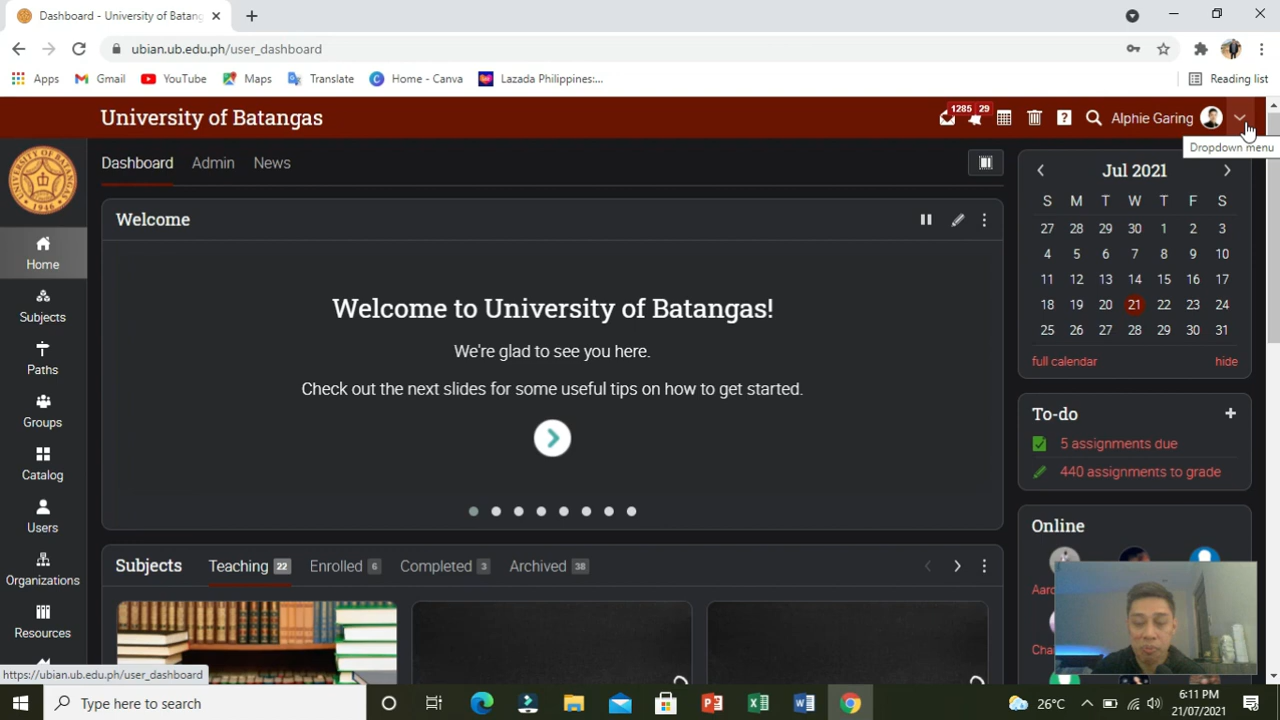 Dashboard - University of Batang
ubian.ub.edu.ph/user_dashboard
Apps
Gmail
YouTube
Maps
Translate
Home - Canva
Lazada Philippines:...
Reading list
University of Batangas
1285
29
?
Alphie Garing
Dropdown menu
Dashboard
Admin
News
Home
Subjects
Paths
Groups
Catalog
Users
Organizations
Resources
Welcome
Welcome to University of Batangas!
We're glad to see you here.
Check out the next slides for some useful tips on how to get started.
Subjects
Teaching 22
Enrolled 6
Completed 3
Archived 38
Jul 2021
S M T W T F S
27 28 29 30 1 2 3
4 5 6 7 8 9 10
11 12 13 14 15 16 17
18 19 20 21 22 23 24
25 26 27 28 29 30 31
full calendar
hide
To-do
5 assignments due
440 assignments to grade
Online
https://ubian.ub.edu.ph/user_dashboard
Type here to search
26°C
6:11 PM
21/07/2021